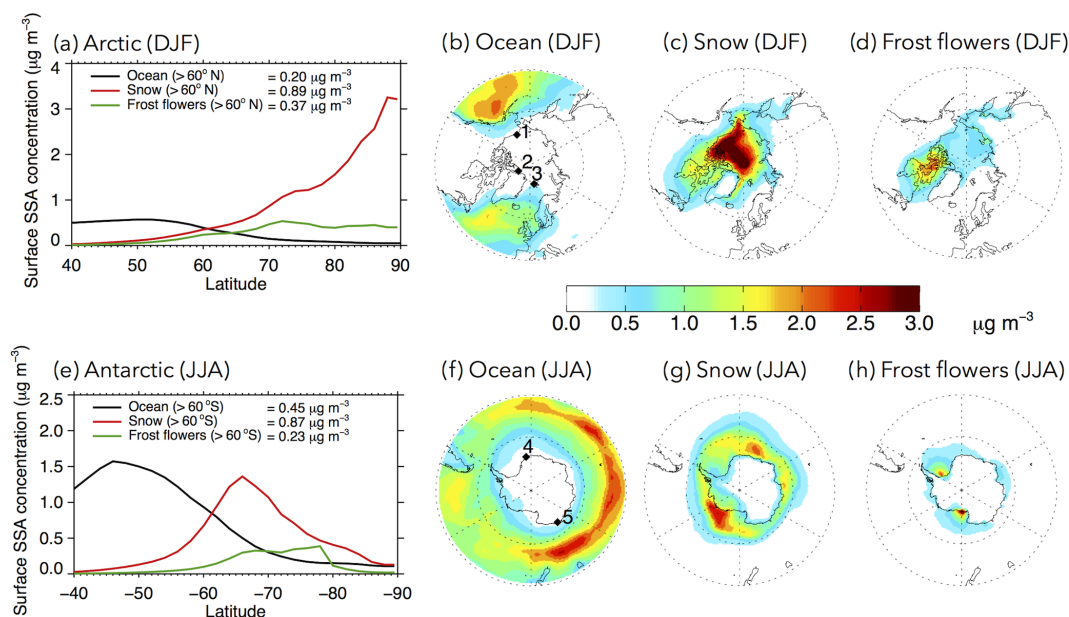 (a) Arctic (DJF)
Surface SSA concentration (μg m⁻³)
4
3
2
1
0
Ocean (> 60° N) = 0.20 μg m⁻³
Snow (> 60° N) = 0.89 μg m⁻³
Frost flowers (> 60° N) = 0.37 μg m⁻³
40 50 60 70 80 90
Latitude
(b) Ocean (DJF)
1
2
3
(c) Snow (DJF)
(d) Frost flowers (DJF)
0.0 0.5 1.0 1.5 2.0 2.5 3.0 μg m⁻³
(e) Antarctic (JJA)
Surface SSA concentration (μg m⁻³)
2.5
2.0
1.5
1.0
0.5
0.0
Ocean (> 60°S) = 0.45 μg m⁻³
Snow (> 60°S) = 0.87 μg m⁻³
Frost flowers (> 60°S) = 0.23 μg m⁻³
−40 −50 −60 −70 −80 −90
Latitude
(f) Ocean (JJA)
4
5
(g) Snow (JJA)
(h) Frost flowers (JJA)